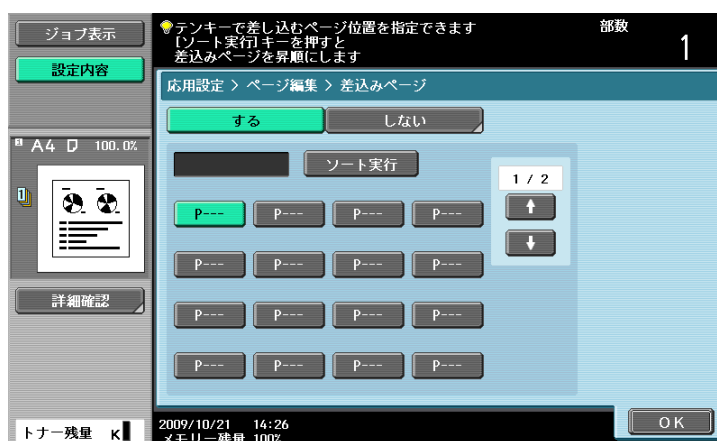 ジョブ表示
設定内容
A4 100.0%
1
詳細確認
トナー残量 K
テンキーで差し込むページ位置を指定できます
[ソート実行]キーを押すと
差込みページを昇順にします
部数
1
応用設定 > ページ編集 > 差込みページ
する しない
ソート実行
1 / 2
P--- P--- P--- P---
P--- P--- P--- P---
P--- P--- P--- P---
P--- P--- P--- P---
2009/10/21 14:26
メモリー残量 100%
OK